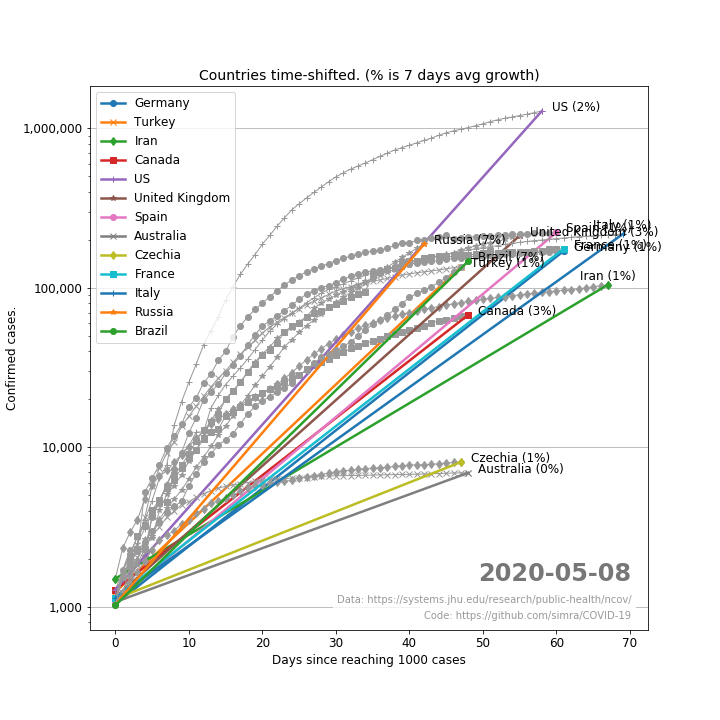 Countries time-shifted. (% is 7 days avg growth)
Confirmed cases.
1,000,000
100,000
10,000
1,000
Germany
Turkey
Iran
Canada
US
United Kingdom
Spain
Australia
Czechia
France
Italy
Russia
Brazil
US (2%)
Italy (1%)
Spain (1%)
United Kingdom (3%)
Russia (7%)
France (1%)
Germany (1%)
Brazil (7%)
Turkey (1%)
Iran (1%)
Canada (3%)
Czechia (1%)
Australia (0%)
2020-05-08
Data: https://systems.jhu.edu/research/public-health/ncov/
Code: https://github.com/simra/COVID-19
0 10 20 30 40 50 60 70
Days since reaching 1000 cases